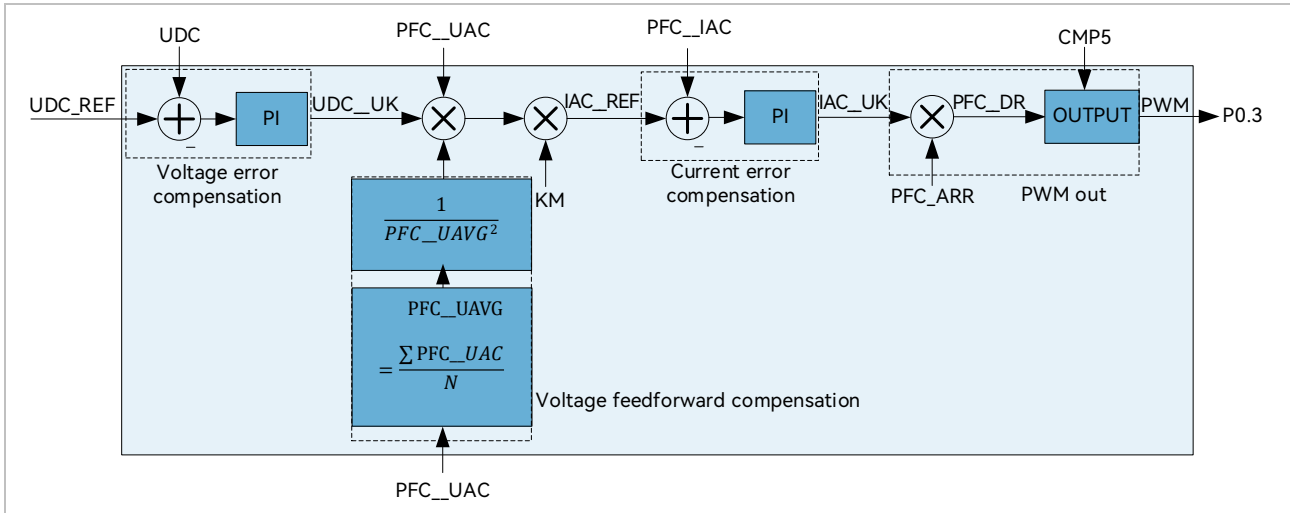 UDC
PFC__UAC
PFC__IAC
CMP5
UDC_REF
+
−
PI
UDC__UK
×
×
IAC_REF
+
−
PI
IAC_UK
×
PFC_DR
OUTPUT
PWM
P0.3
Voltage error
compensation
KM
Current error
compensation
PFC_ARR
PWM out
1
PFC__UAVG²
PFC__UAVG
= ∑ PFC__UAC
N
Voltage feedforward compensation
PFC__UAC